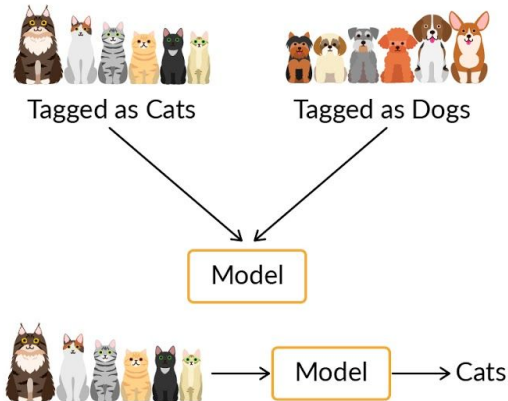 Tagged as Cats
Tagged as Dogs
Model
Model
Cats